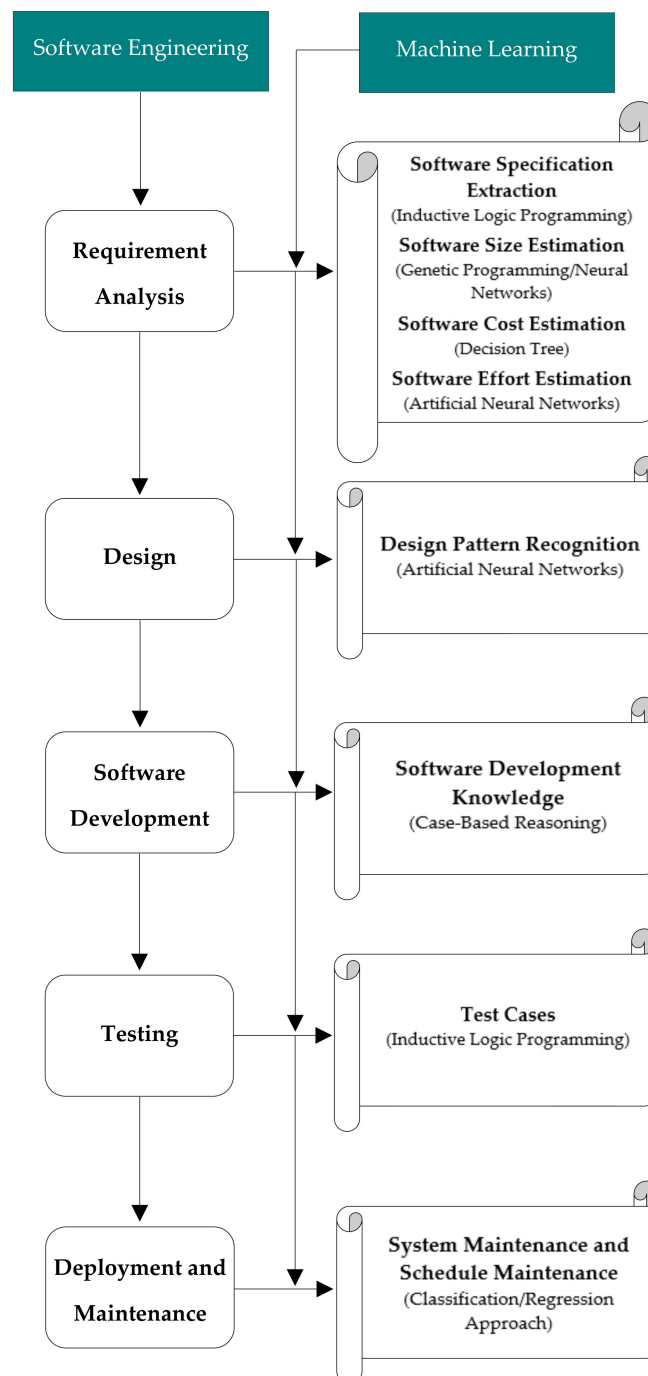 Software Engineering
Machine Learning
Software Specification
Extraction
(Inductive Logic Programming)
Software Size Estimation
(Genetic Programming/Neural
Networks)
Software Cost Estimation
(Decision Tree)
Software Effort Estimation
(Artificial Neural Networks)
Requirement
Analysis
Design
Design Pattern Recognition
(Artificial Neural Networks)
Software
Development
Software Development
Knowledge
(Case-Based Reasoning)
Testing
Test Cases
(Inductive Logic Programming)
Deployment and
Maintenance
System Maintenance and
Schedule Maintenance
(Classification/Regression
Approach)